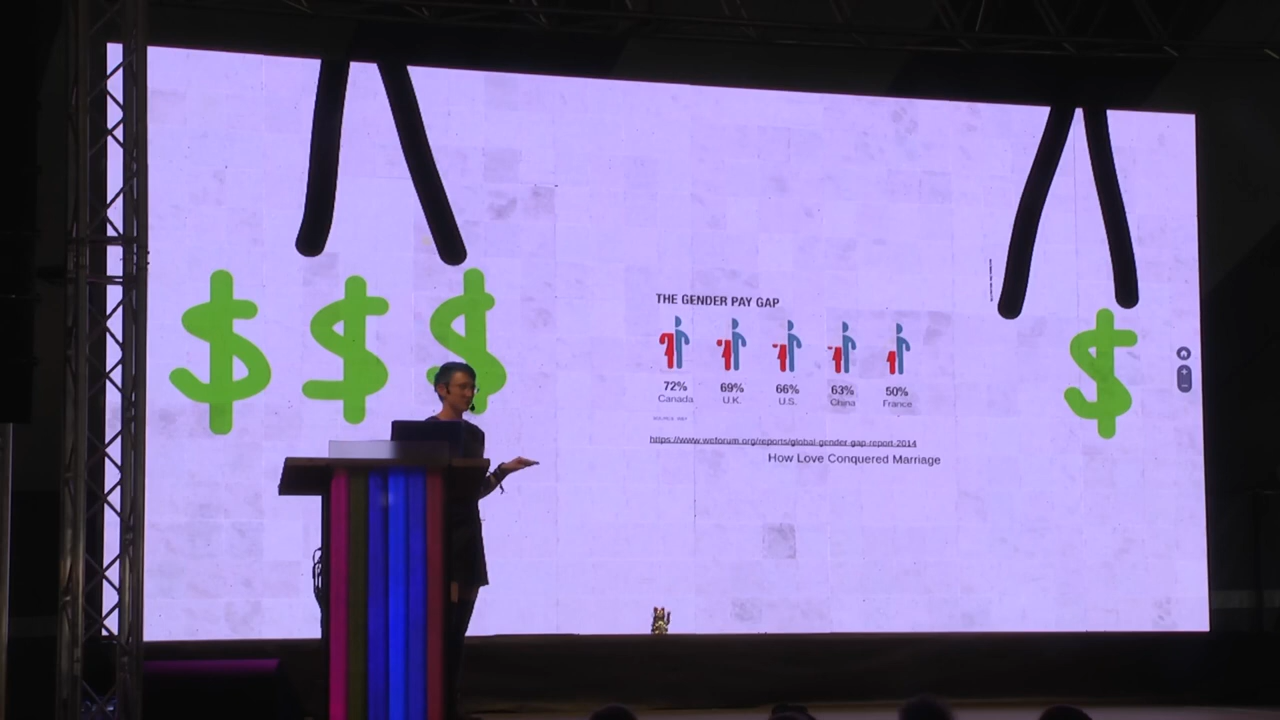 $ $ $
THE GENDER PAY GAP
72% 69% 66% 63% 50%
Canada U.K. U.S. China France
https://www.weforum.org/reports/global-gender-gap-report-2014
How Love Conquered Marriage
$